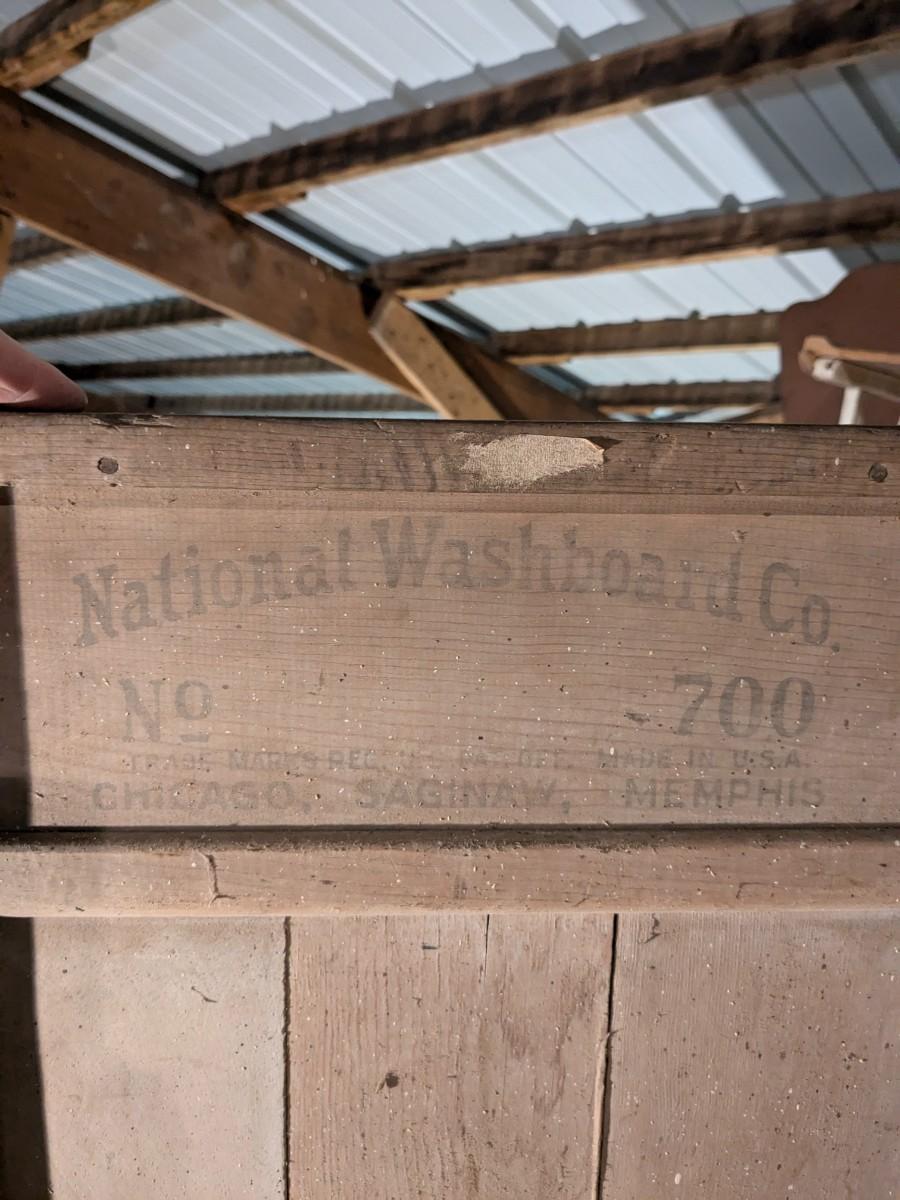 National Washboard Co.
No 700
TRADE MARKS REG. U. PAT. OFF. MADE IN U.S.A.
CHICAGO, SAGINAW, MEMPHIS